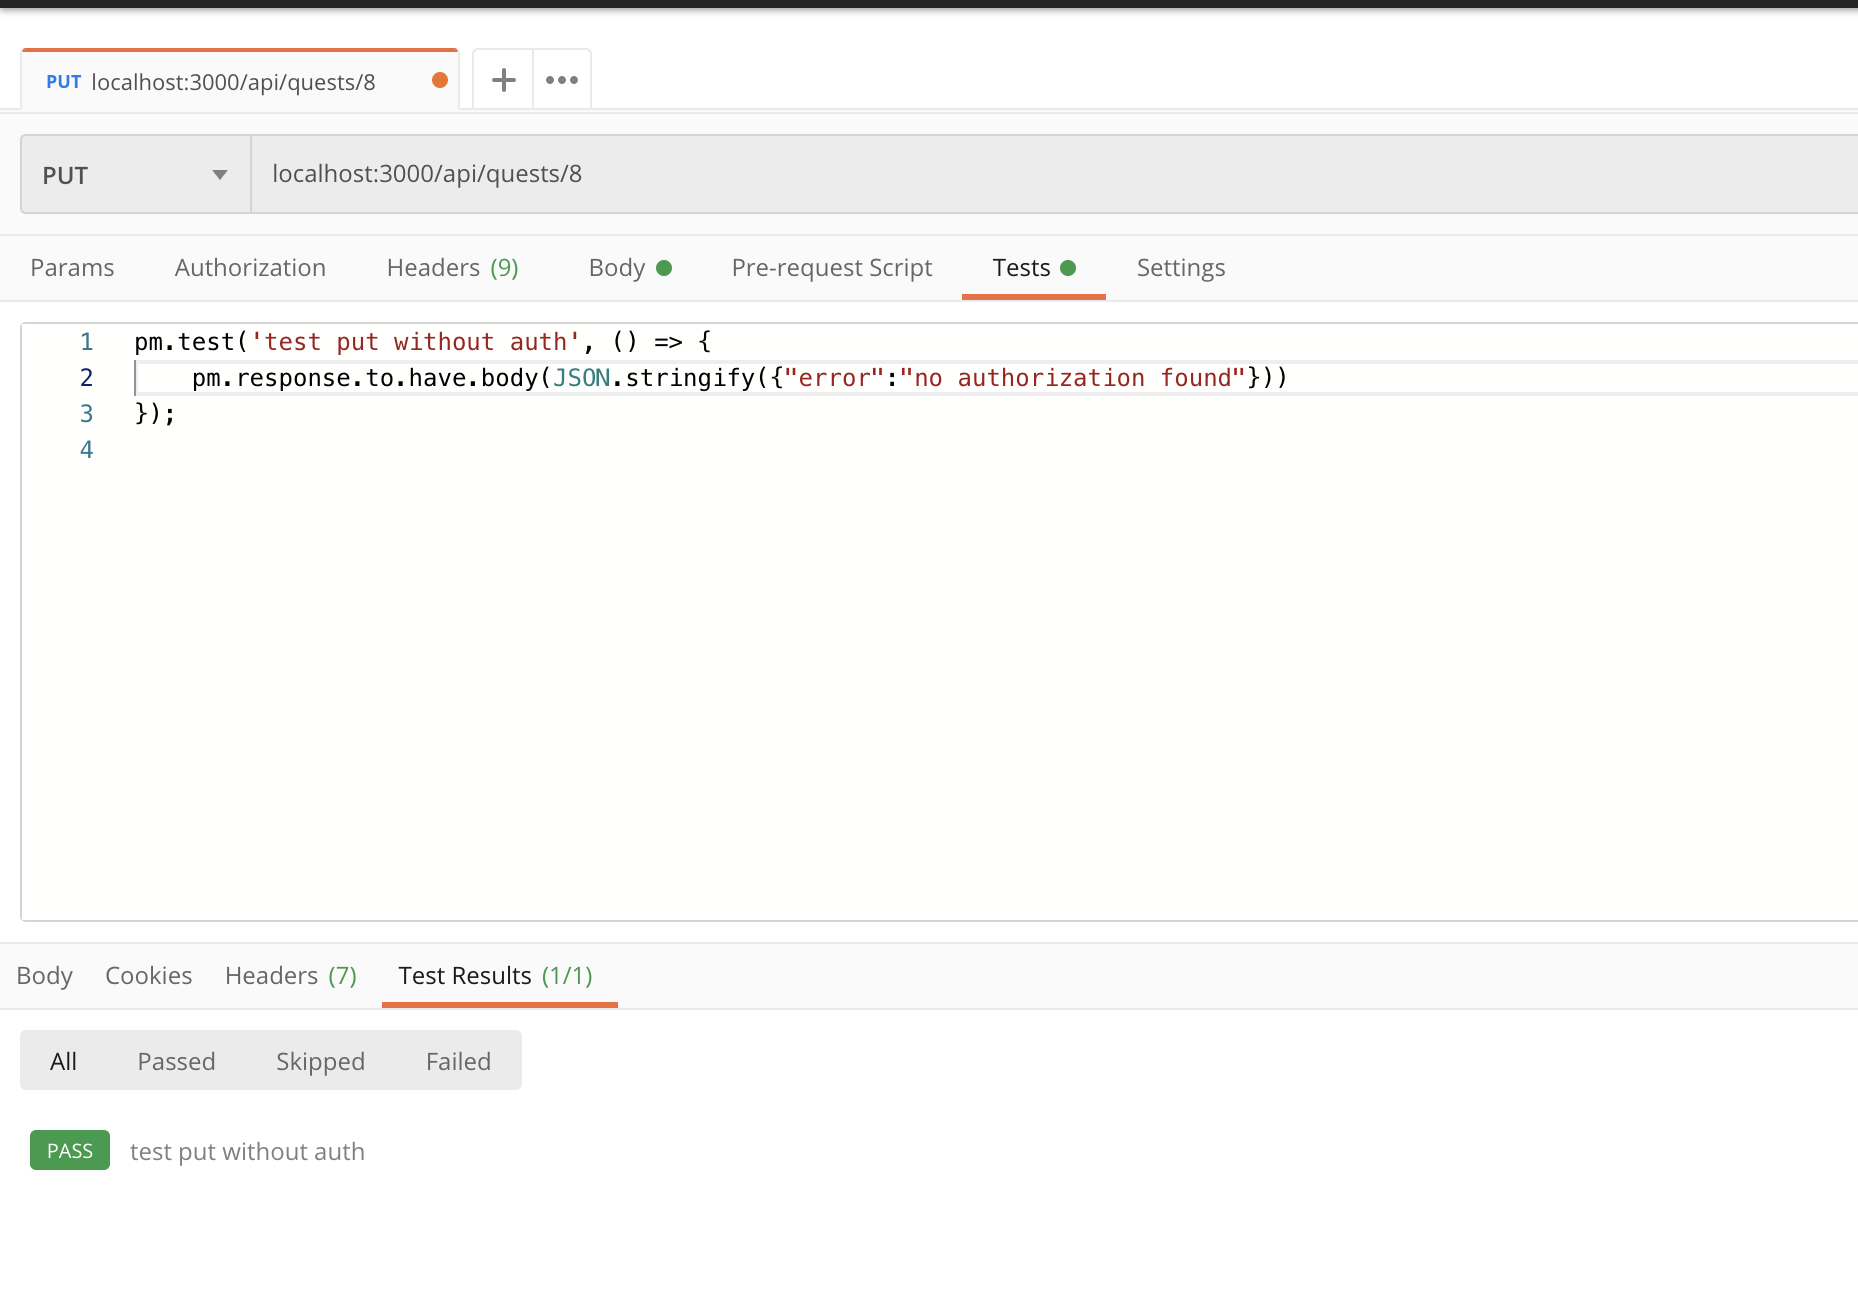 PUT localhost:3000/api/quests/8
PUT localhost:3000/api/quests/8
Params Authorization Headers (9) Body Pre-request Script Tests Settings
1 pm.test('test put without auth', () => {
2 pm.response.to.have.body(JSON.stringify({"error":"no authorization found"}))
3 });
4
Body Cookies Headers (7) Test Results (1/1)
All Passed Skipped Failed
PASS test put without auth